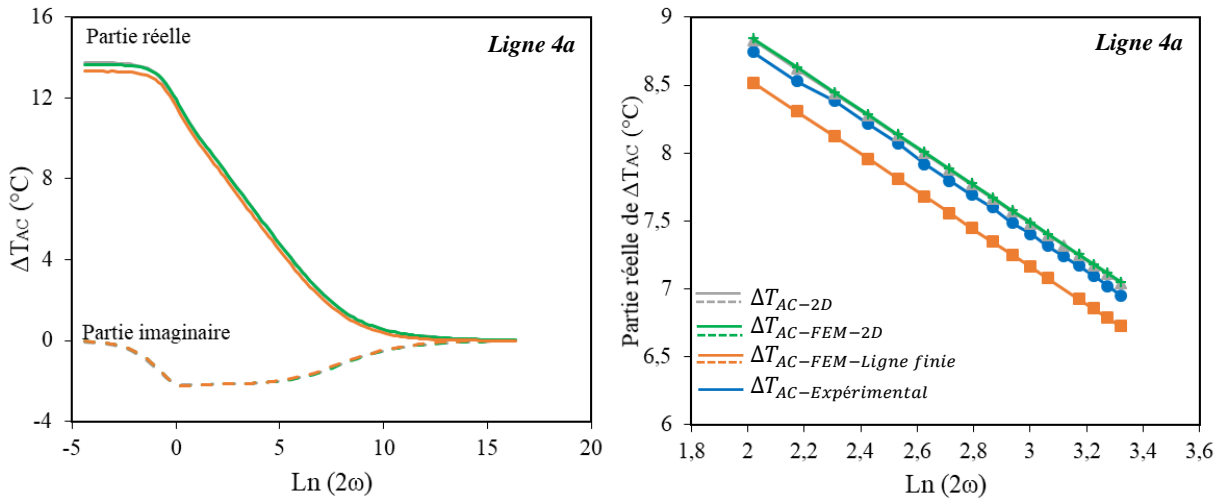 16
12
8
4
0
-4
ΔTAC (°C)
Partie réelle
Ligne 4a
Partie imaginaire
-5
0
5
10
15
20
Ln (2ω)
9
8,5
8
7,5
7
6,5
6
Partie réelle de ΔTAC (°C)
Ligne 4a
ΔTAC−2D
ΔTAC−FEM−2D
ΔTAC−FEM−Ligne finie
ΔTAC−Expérimental
1,8
2
2,2
2,4
2,6
2,8
3
3,2
3,4
3,6
Ln (2ω)